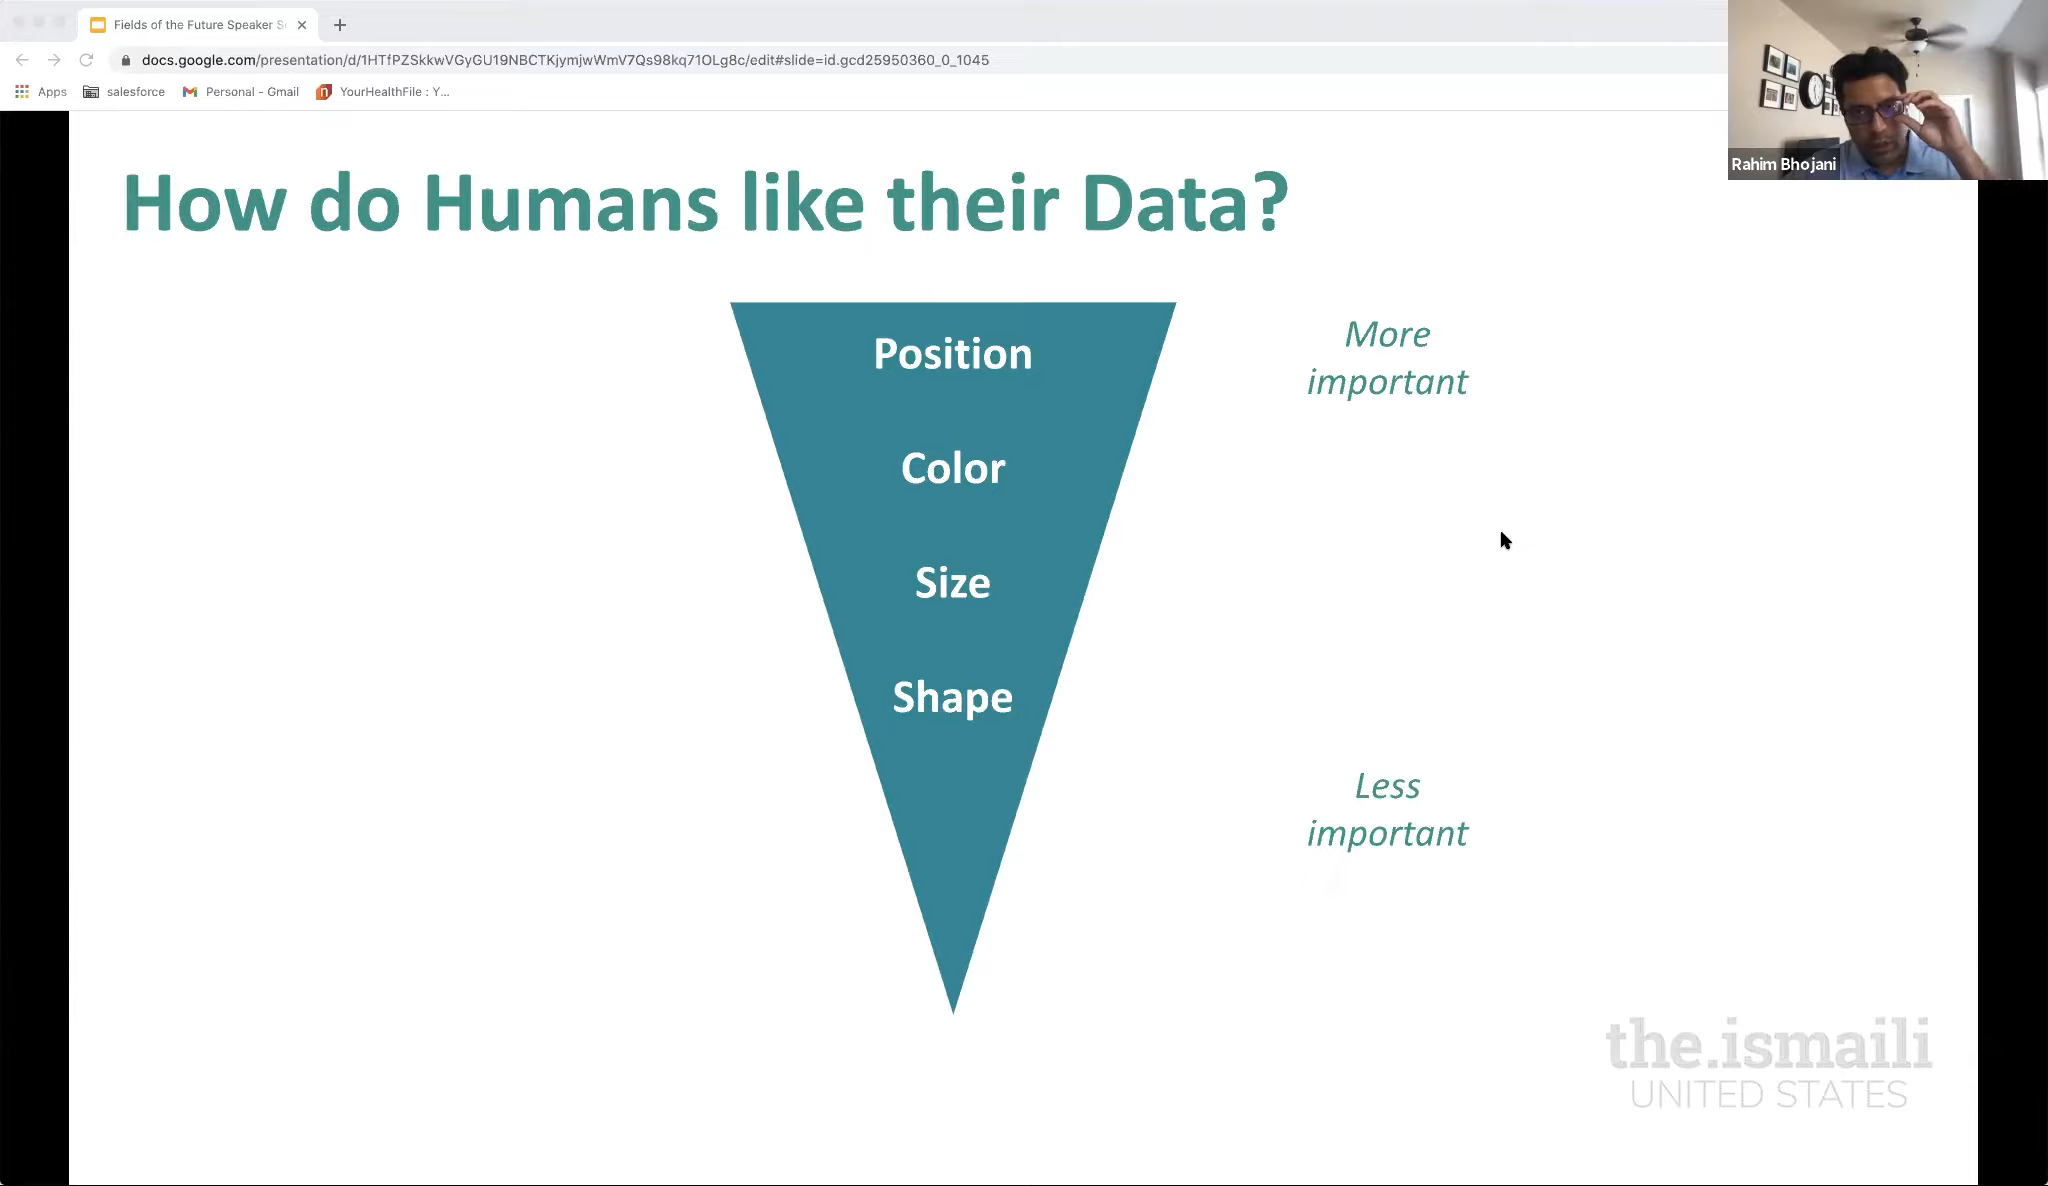 Fields of the Future Speaker S
docs.google.com/presentation/d/1HTfPZSkkwVGyGU19NBCTKjymjwWmV7Qs98kq71OLg8c/edit#slide=id.gcd25950360_0_1045
Apps salesforce Personal - Gmail YourHealthFile : Y...
Rahim Bhojani
How do Humans like their Data?
Position
More
important
Color
Size
Shape
Less
important
the.ismaili
UNITED STATES